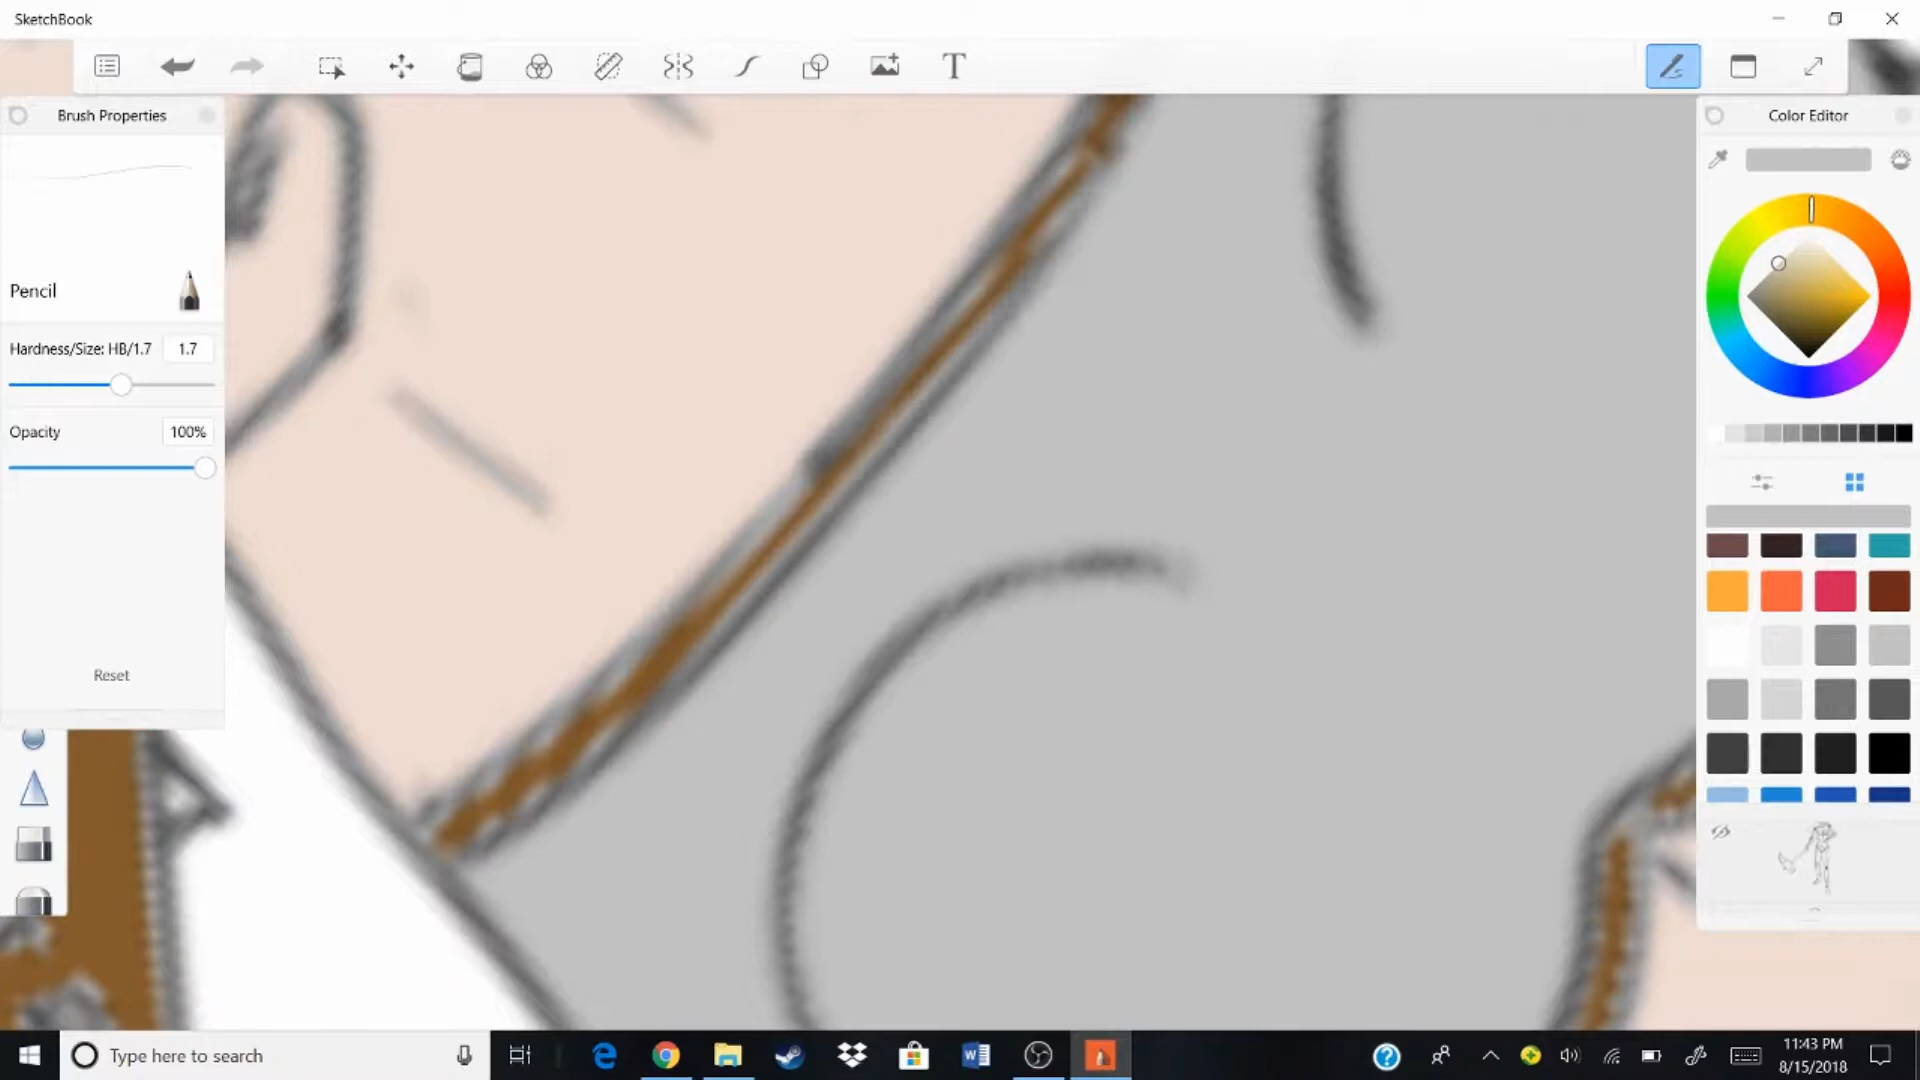 SketchBook
Brush Properties
Color Editor
Pencil
Hardness/Size: HB/1.7
1.7
Opacity
100%
Reset
Type here to search
11:43 PM
8/15/2018